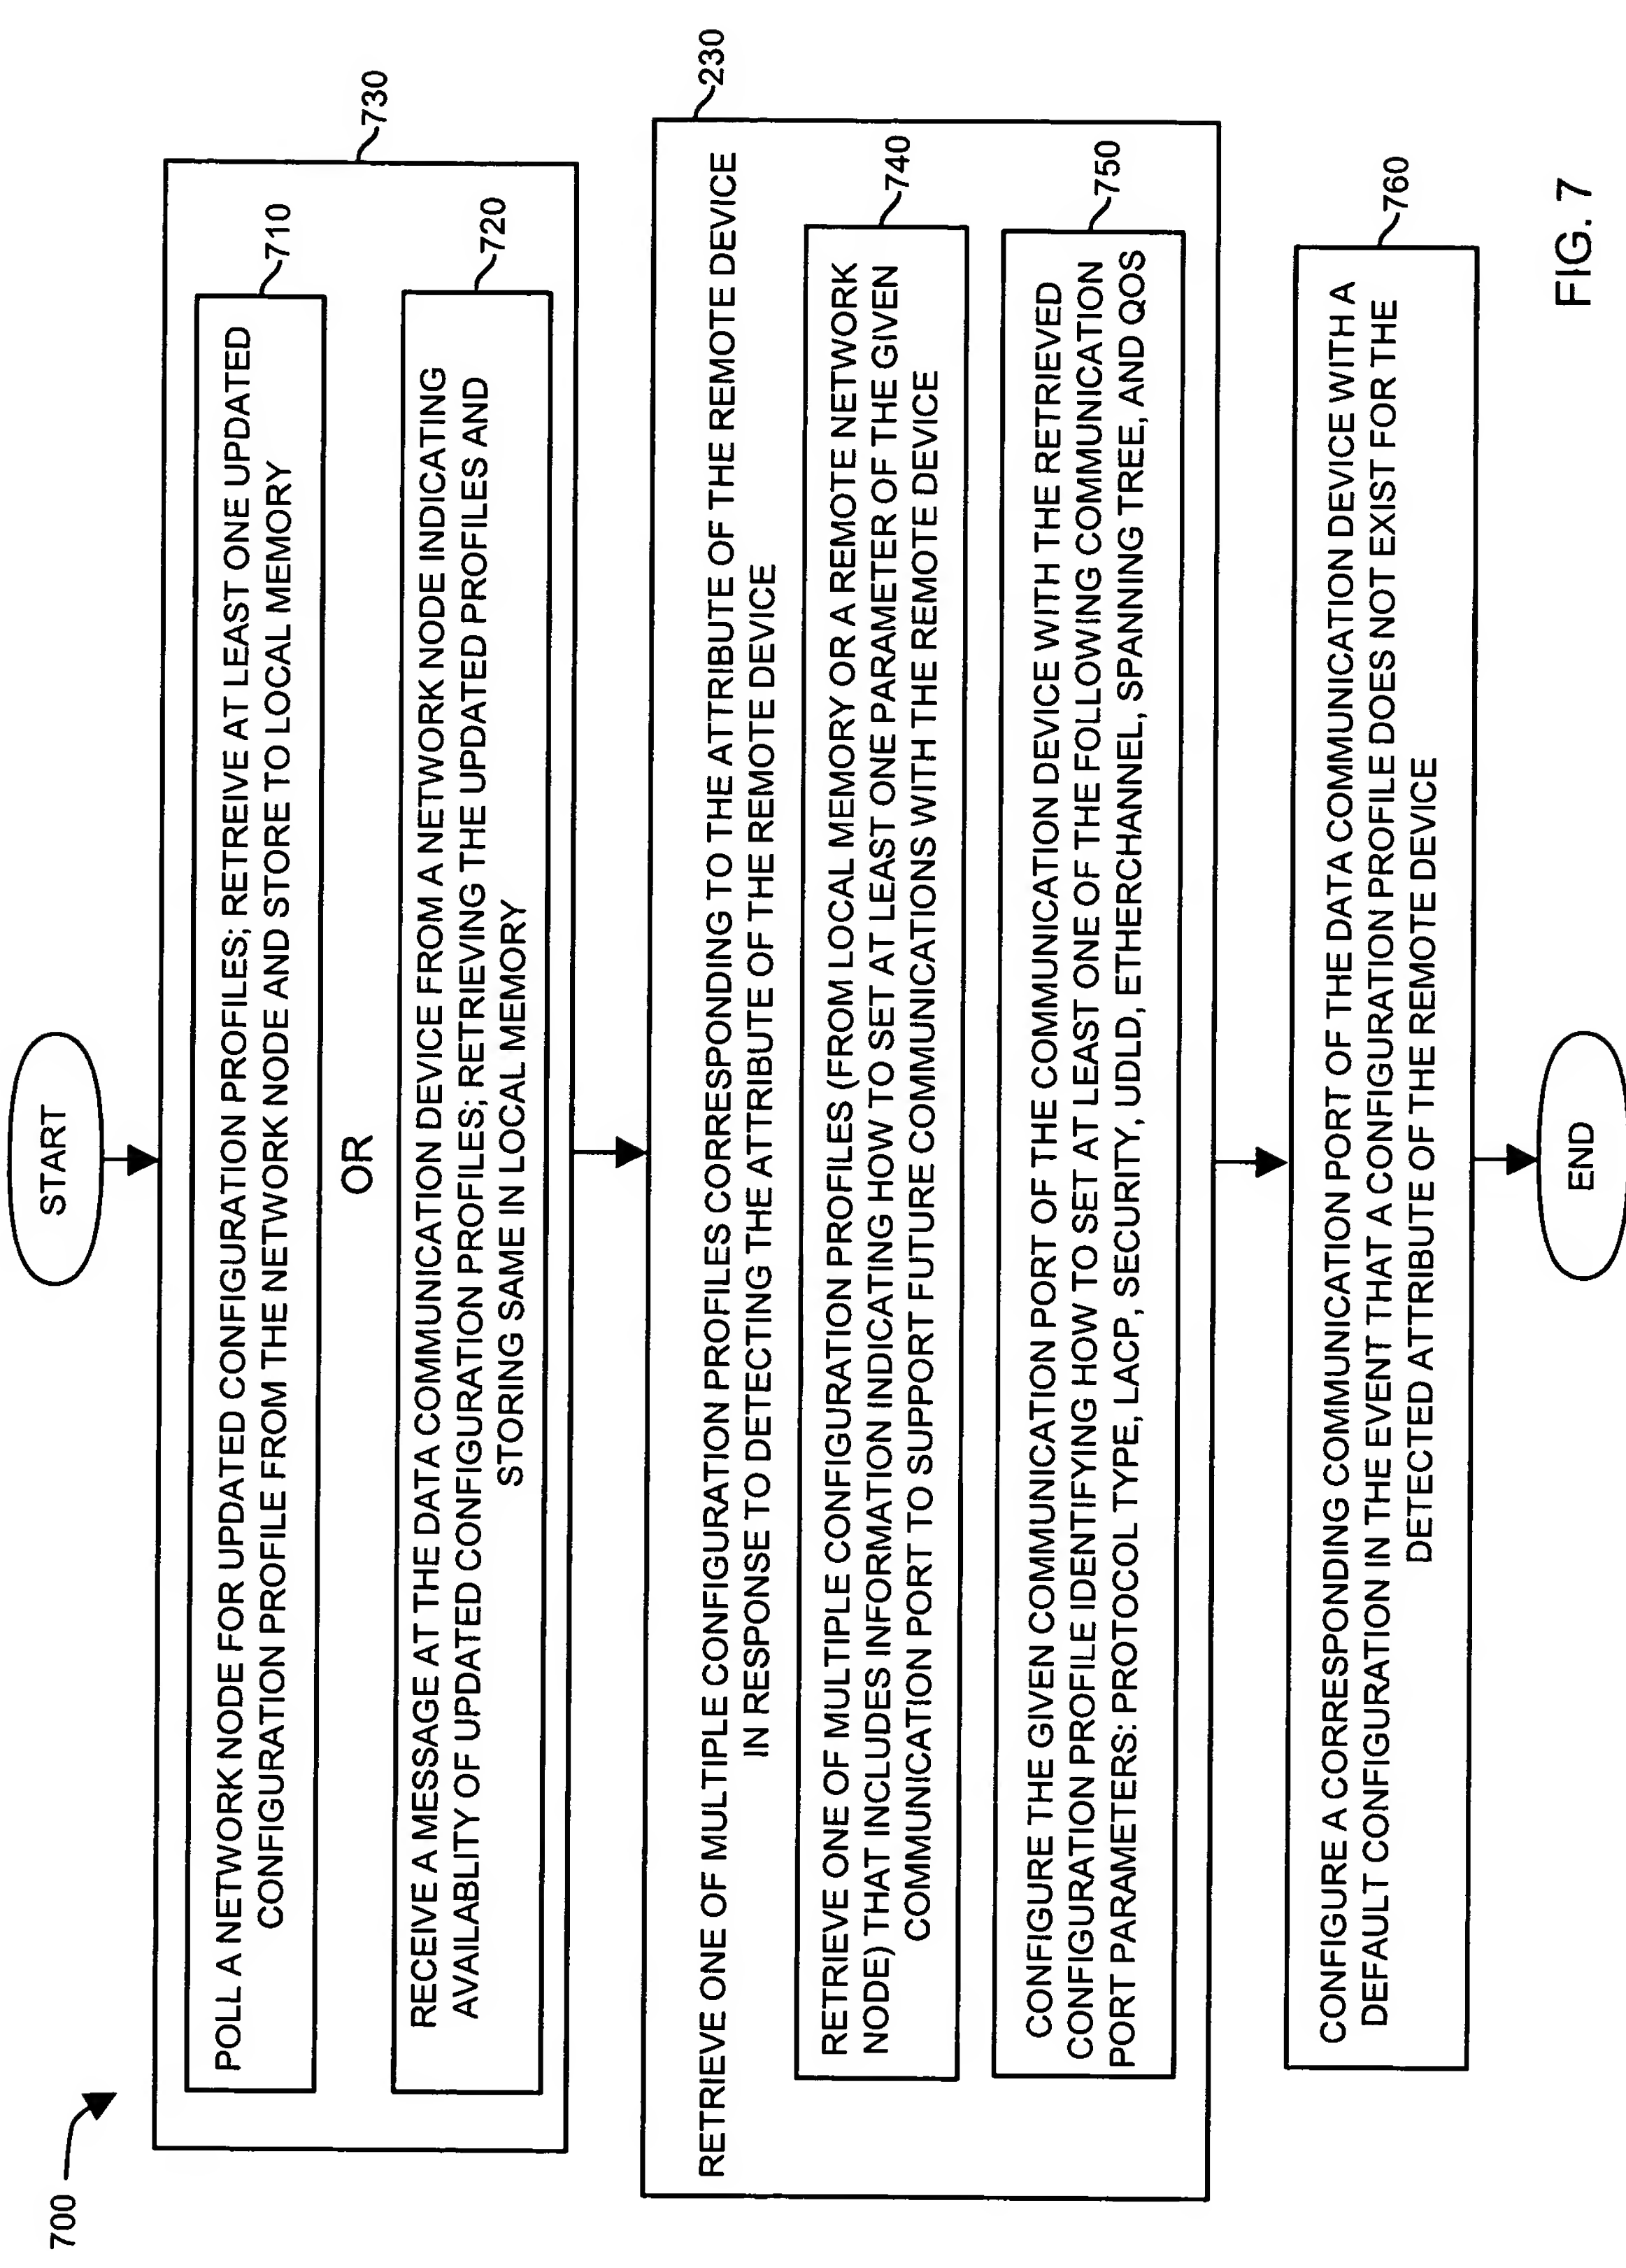 700
START
730
710
POLL A NETWORK NODE FOR UPDATED CONFIGURATION PROFILES; RETREIVE AT LEAST ONE UPDATED
CONFIGURATION PROFILE FROM THE NETWORK NODE AND STORE TO LOCAL MEMORY
OR
720
RECEIVE A MESSAGE AT THE DATA COMMUNICATION DEVICE FROM A NETWORK NODE INDICATING
AVAILABLITY OF UPDATED CONFIGURATION PROFILES; RETRIEVING THE UPDATED PROFILES AND
STORING SAME IN LOCAL MEMORY
230
RETRIEVE ONE OF MULTIPLE CONFIGURATION PROFILES CORRESPONDING TO THE ATTRIBUTE OF THE REMOTE DEVICE
IN RESPONSE TO DETECTING THE ATTRIBUTE OF THE REMOTE DEVICE
740
RETRIEVE ONE OF MULTIPLE CONFIGURATION PROFILES (FROM LOCAL MEMORY OR A REMOTE NETWORK
NODE) THAT INCLUDES INFORMATION INDICATING HOW TO SET AT LEAST ONE PARAMETER OF THE GIVEN
COMMUNICATION PORT TO SUPPORT FUTURE COMMUNICATIONS WITH THE REMOTE DEVICE
750
CONFIGURE THE GIVEN COMMUNICATION PORT OF THE COMMUNICATION DEVICE WITH THE RETRIEVED
CONFIGURATION PROFILE IDENTIFYING HOW TO SET AT LEAST ONE OF THE FOLLOWING COMMUNICATION
PORT PARAMETERS: PROTOCOL TYPE, LACP, SECURITY, UDLD, ETHERCHANNEL, SPANNING TREE, AND QOS
760
CONFIGURE A CORRESPONDING COMMUNICATION PORT OF THE DATA COMMUNICATION DEVICE WITH A
DEFAULT CONFIGURATION IN THE EVENT THAT A CONFIGURATION PROFILE DOES NOT EXIST FOR THE
DETECTED ATTRIBUTE OF THE REMOTE DEVICE
END
FIG. 7